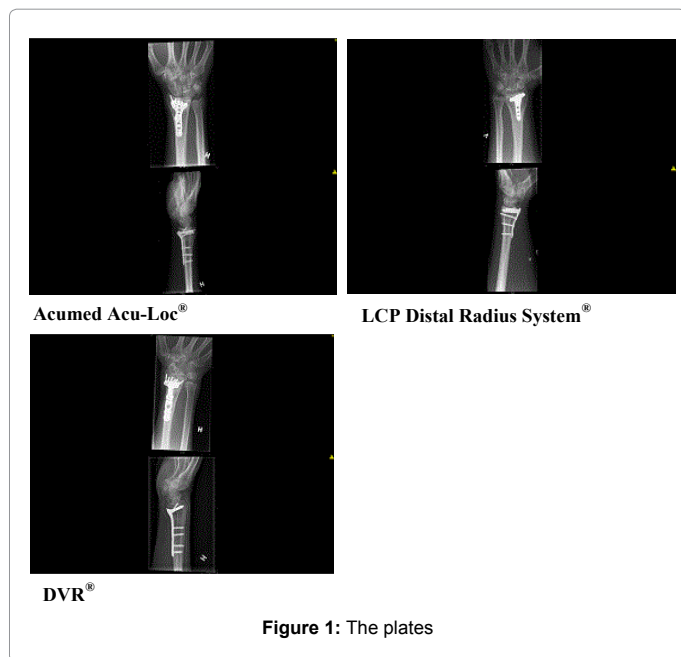 Acumed Acu-Loc®
LCP Distal Radius System®
H
A
H
DVR®
H
H
Figure 1: The plates